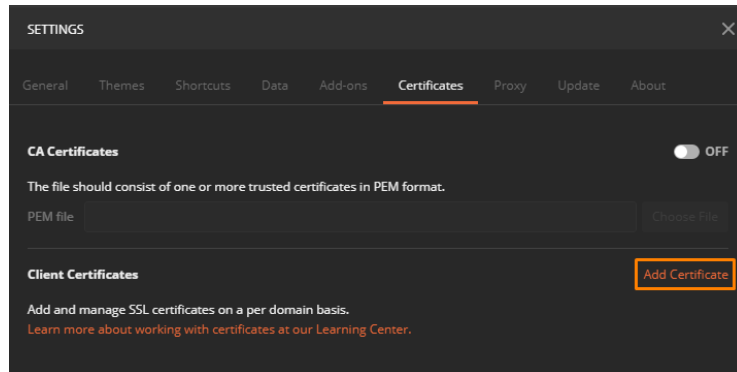 SETTINGS
General Themes Shortcuts Data Add-ons Certificates Proxy Update About
CA Certificates OFF
The file should consist of one or more trusted certificates in PEM format.
PEM file Choose File
Client Certificates Add Certificate
Add and manage SSL certificates on a per domain basis.
Learn more about working with certificates at our Learning Center.